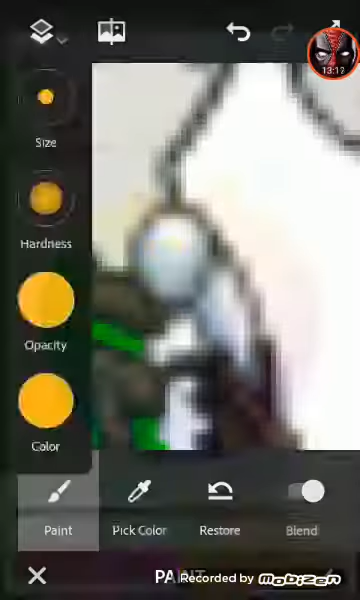 13:12
Size
Hardness
Opacity
Color
Paint
Pick Color
Restore
Blend
PAINT
Recorded by mobizen